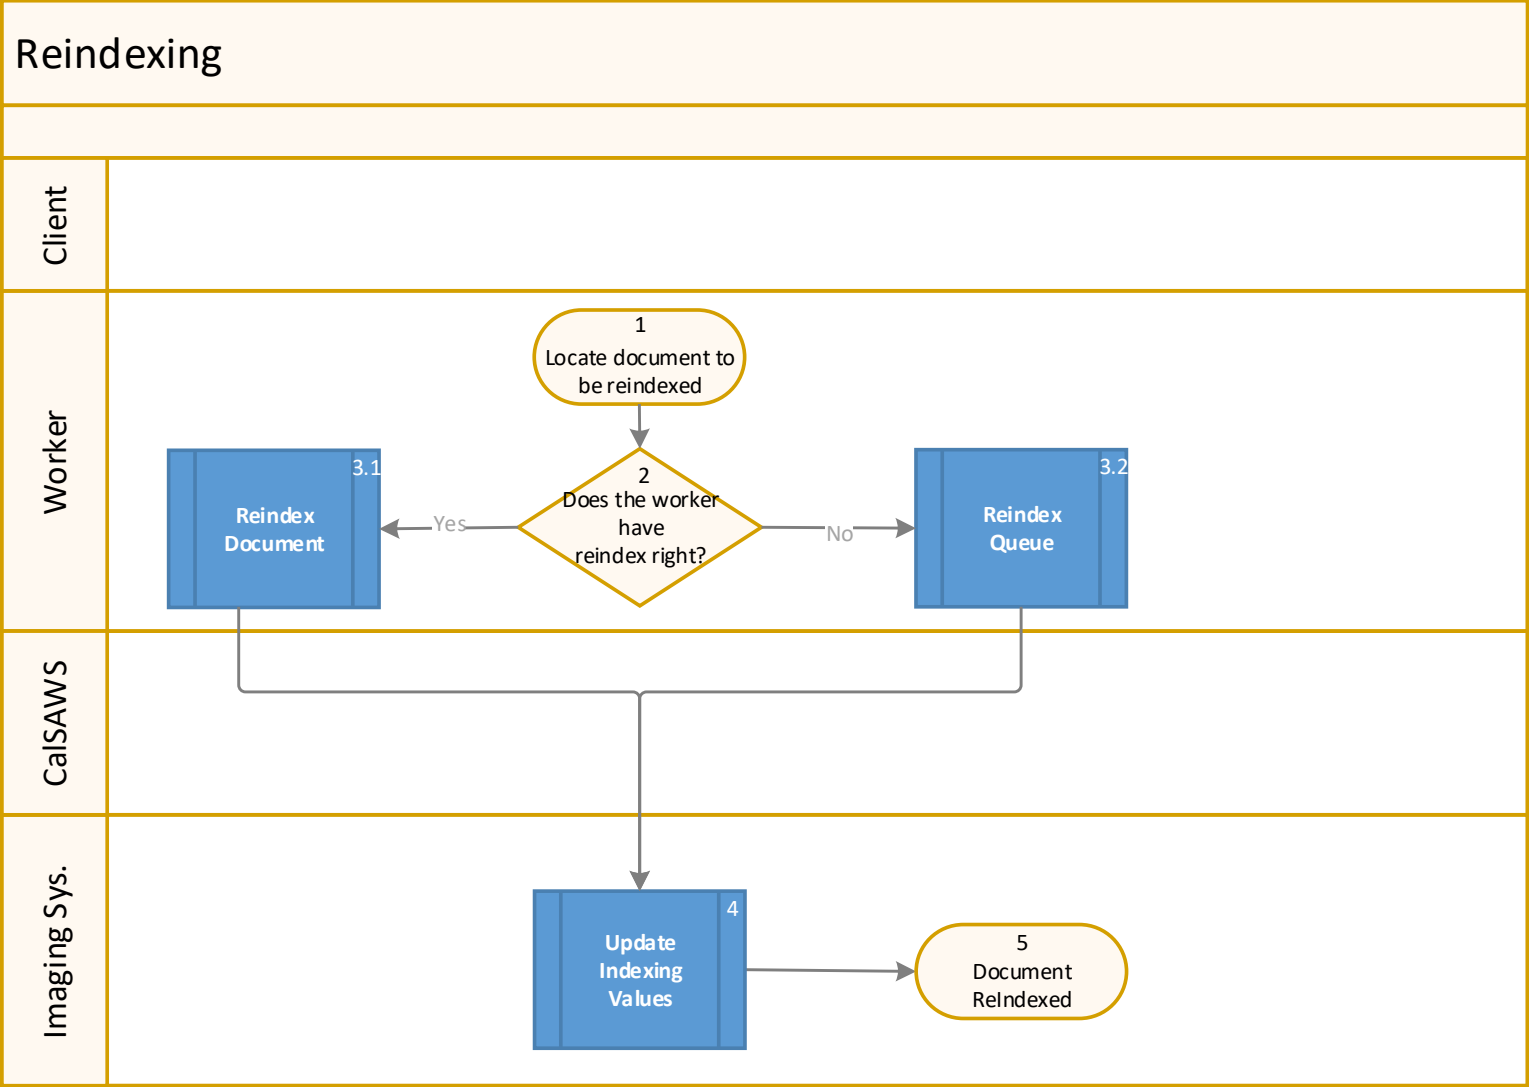 Reindexing
Client
Worker
1
Locate document to
be reindexed
2
Does the worker
have
reindex right?
Yes
No
3.1
Reindex
Document
3.2
Reindex
Queue
CalSAWS
Imaging Sys.
4
Update
Indexing
Values
5
Document
ReIndexed